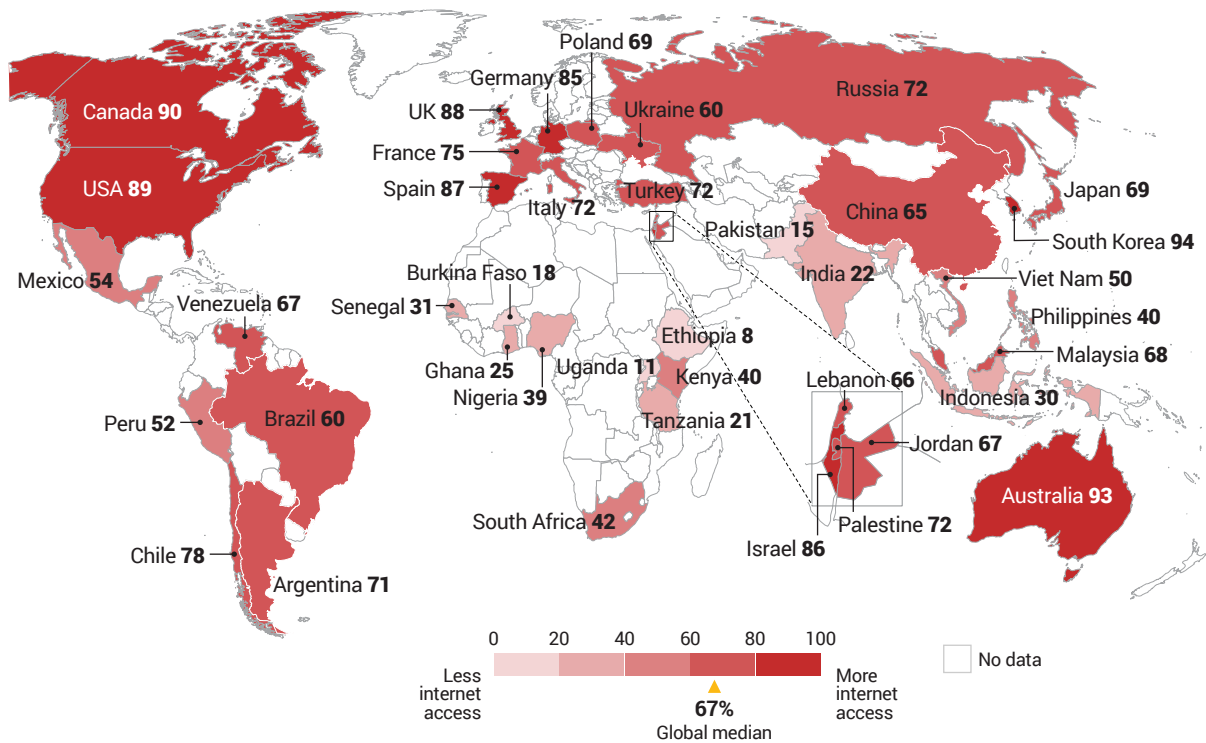 Poland 69
Germany 85
Russia 72
Canada 90
UK 88
Ukraine 60
France 75
USA 89
Spain 87
Turkey 72
Japan 69
Italy 72
China 65
Pakistan 15
South Korea 94
Mexico 54
Burkina Faso 18
India 22
Viet Nam 50
Venezuela 67
Senegal 31
Philippines 40
Ethiopia 8
Malaysia 68
Ghana 25
Uganda 11
Kenya 40
Lebanon 66
Nigeria 39
Indonesia 30
Peru 52
Brazil 60
Tanzania 21
Jordan 67
Australia 93
South Africa 42
Palestine 72
Israel 86
Chile 78
Argentina 71
0 20 40 60 80 100
No data
Less
internet
access
More
internet
access
67%
Global median